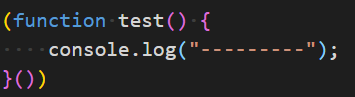 (function test() {
    console.log("---------");
}())